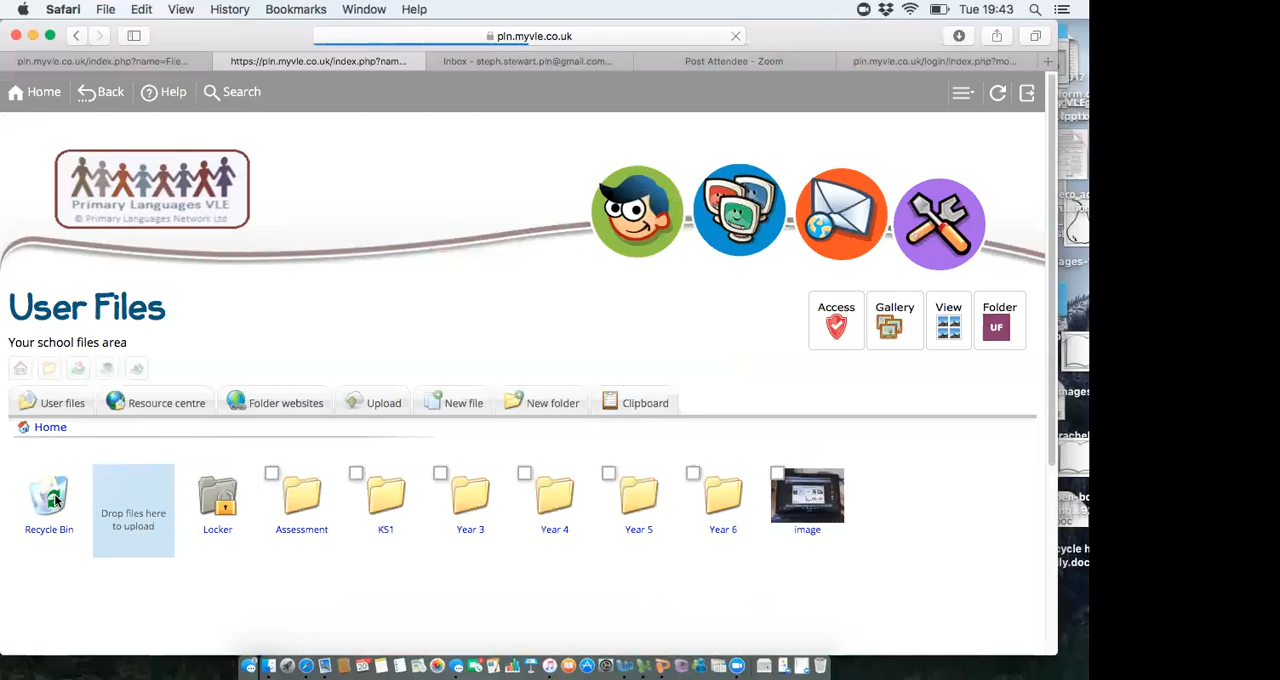 Safari File Edit View History Bookmarks Window Help Tue 19:43
pln.myvle.co.uk
pln.myvle.co.uk/index.php?name=File... https://pln.myvle.co.uk/index.php?nam... Inbox - steph.stewart.pln@gmail.com... Post Attendee - Zoom pln.myvle.co.uk/login/index.php?mo...
Home Back Help Search
Primary Languages VLE
© Primary Languages Network Ltd
User Files
Access Gallery View Folder
UF
Your school files area
User files Resource centre Folder websites Upload New file New folder Clipboard
Home
Drop files here
to upload
Recycle Bin Locker Assessment KS1 Year 3 Year 4 Year 5 Year 6 image